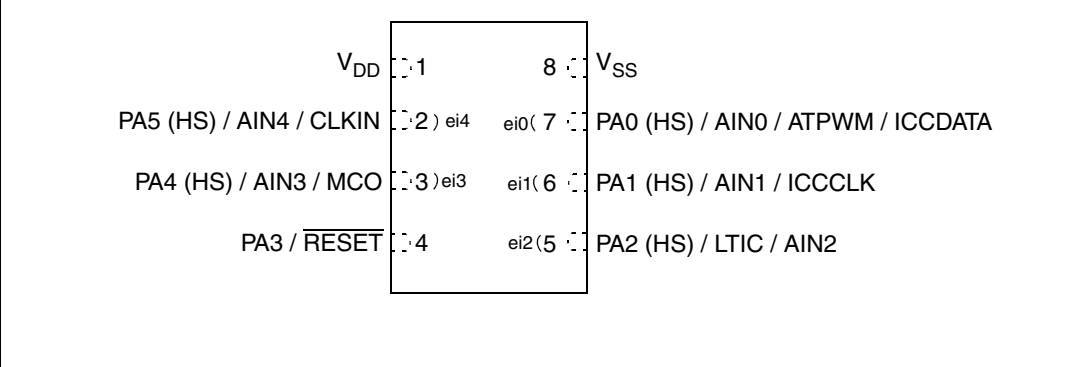 VDD 1 8 VSS
PA5 (HS) / AIN4 / CLKIN 2 ) ei4 ei0( 7 PA0 (HS) / AIN0 / ATPWM / ICCDATA
PA4 (HS) / AIN3 / MCO 3 ) ei3 ei1( 6 PA1 (HS) / AIN1 / ICCCLK
PA3 / RESET 4 ei2( 5 PA2 (HS) / LTIC / AIN2